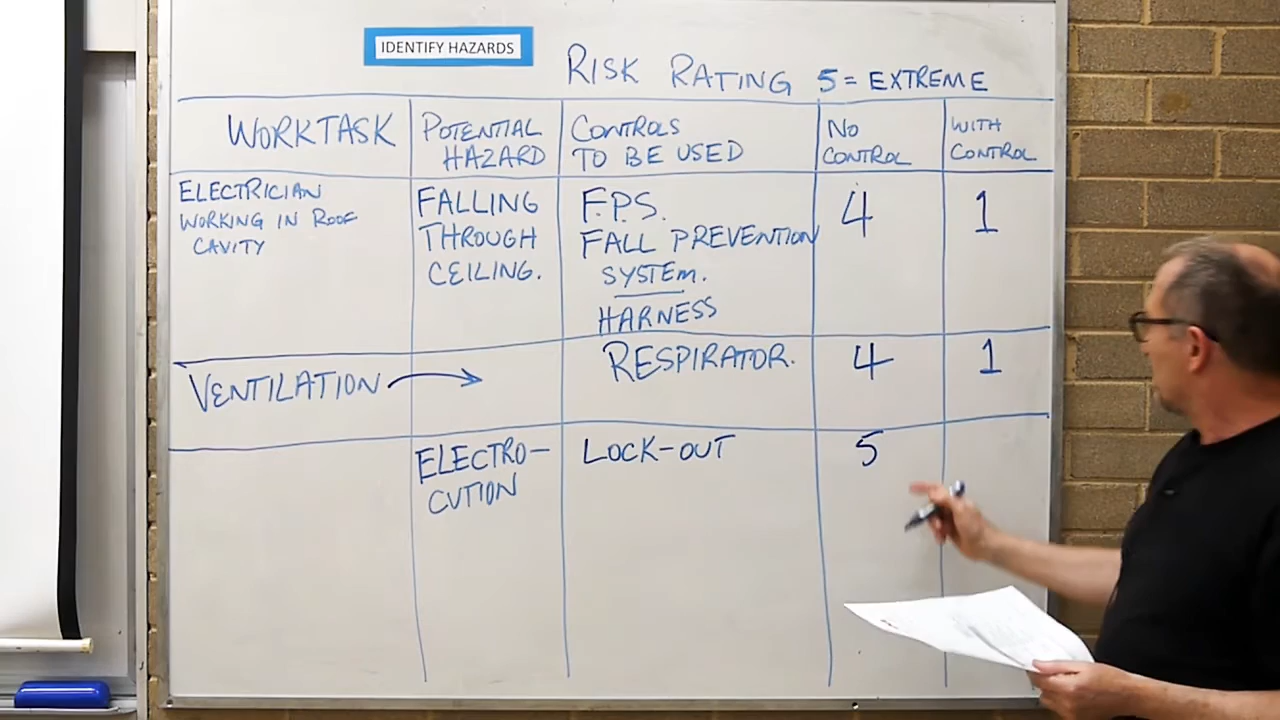 IDENTIFY HAZARDS
RISK RATING 5 = EXTREME
WORKTASK
POTENTIAL
HAZARD
CONTROLS
TO BE USED
NO
CONTROL
WITH
CONTROL
ELECTRICIAN
WORKING IN ROOF
CAVITY
FALLING
THROUGH
CEILING.
F.P.S.
FALL PREVENTION
SYSTEM.
HARNESS
4
1
VENTILATION
RESPIRATOR.
4
1
ELECTRO-
CUTION
LOCK-OUT
5